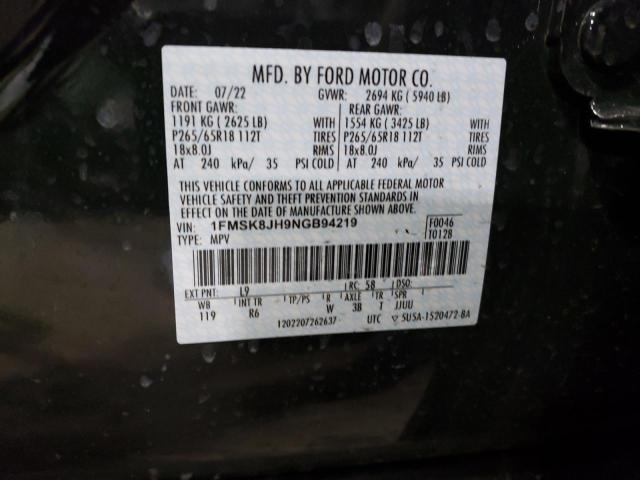 MFD. BY FORD MOTOR CO.
DATE: 07/22 GVWR: 2694 KG ( 5940 LB)
FRONT GAWR: REAR GAWR:
1191 KG ( 2625 LB) WITH 1554 KG ( 3425 LB) WITH
P265/65R18 112T TIRES P265/65R18 112T TIRES
18x8.0J RIMS 18x8.0J RIMS
AT 240 kPa/ 35 PSI COLD AT 240 kPa/ 35 PSI COLD
THIS VEHICLE CONFORMS TO ALL APPLICABLE FEDERAL MOTOR
VEHICLE SAFETY AND THEFT PREVENTION STANDARDS IN
EFFECT ON THE DATE OF MANUFACTURE SHOWN ABOVE.
VIN: 1FMSK8JH9NGB94219 F0046
TYPE: MPV T0128
EXT PNT: L9 RC: 58 DSO:
WB INT TR TP/PS R AXLE TR SPR
119 R6 W 3B T JJUU
1202207262637 UTC 5U5A-1520472-BA